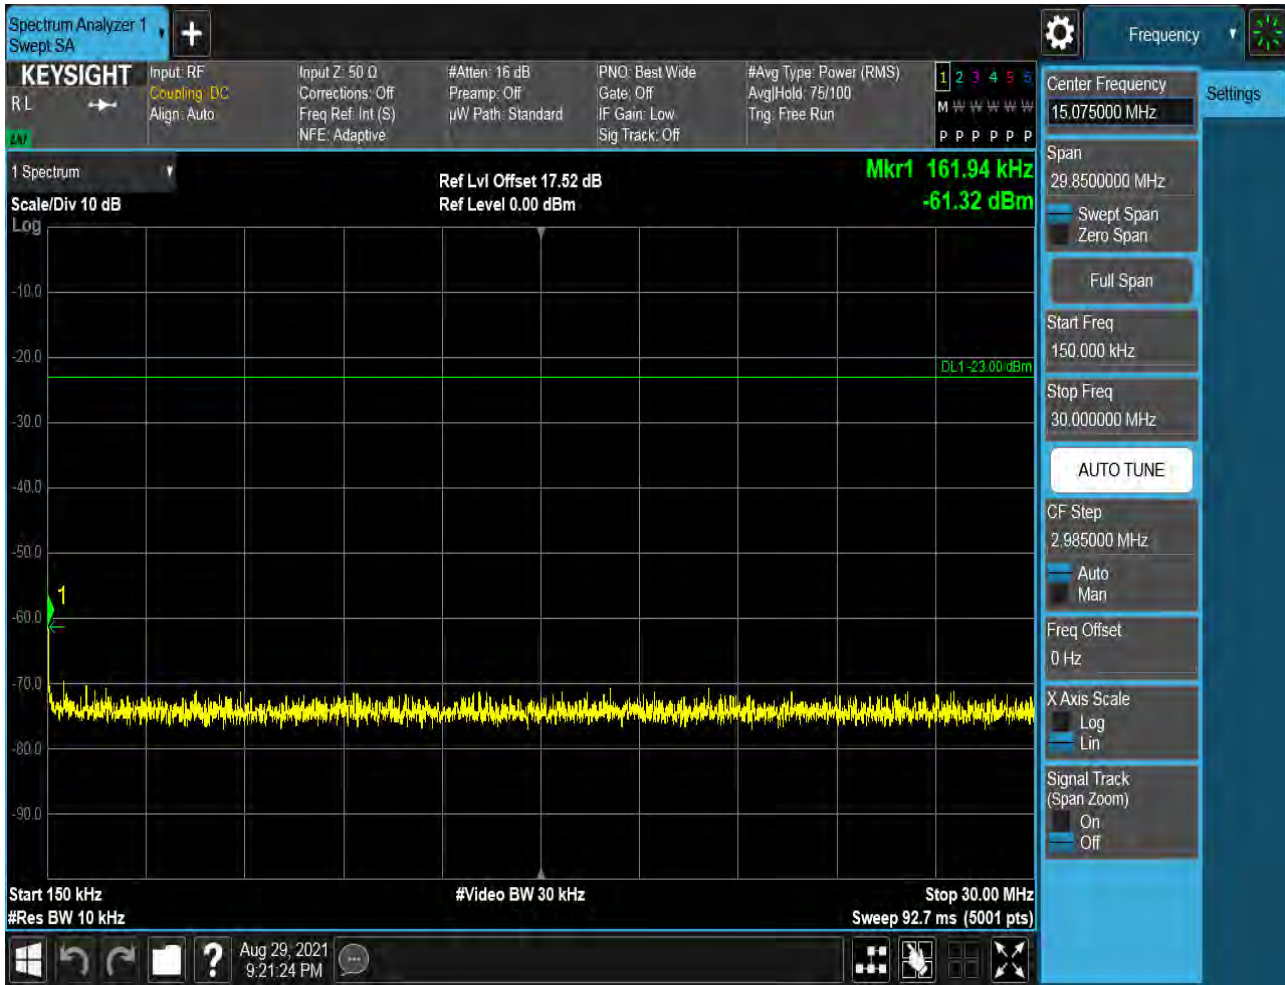 Spectrum Analyzer 1
Swept SA
+
Frequency
KEYSIGHT
R L
Input: RF
Coupling: DC
Align: Auto
Input Z: 50 Ω
Corrections: Off
Freq Ref: Int (S)
NFE: Adaptive
#Atten: 16 dB
Preamp: Off
µW Path: Standard
PNO: Best Wide
Gate: Off
IF Gain: Low
Sig Track: Off
#Avg Type: Power (RMS)
Avg|Hold: 75/100
Trig: Free Run
1 2 3 4 5 6
M W W W W W
P P P P P P
1 Spectrum
Scale/Div 10 dB
Log
Ref Lvl Offset 17.52 dB
Ref Level 0.00 dBm
Mkr1 161.94 kHz
-61.32 dBm
-10.0
-20.0
DL1 -23.00 dBm
-30.0
-40.0
-50.0
1
-60.0
-70.0
-80.0
-90.0
Start 150 kHz
#Res BW 10 kHz
#Video BW 30 kHz
Stop 30.00 MHz
Sweep 92.7 ms (5001 pts)
Center Frequency
15.075000 MHz
Settings
Span
29.8500000 MHz
Swept Span
Zero Span
Full Span
Start Freq
150.000 kHz
Stop Freq
30.000000 MHz
AUTO TUNE
CF Step
2.985000 MHz
Auto
Man
Freq Offset
0 Hz
X Axis Scale
Log
Lin
Signal Track
(Span Zoom)
On
Off
?
Aug 29, 2021
9:21:24 PM